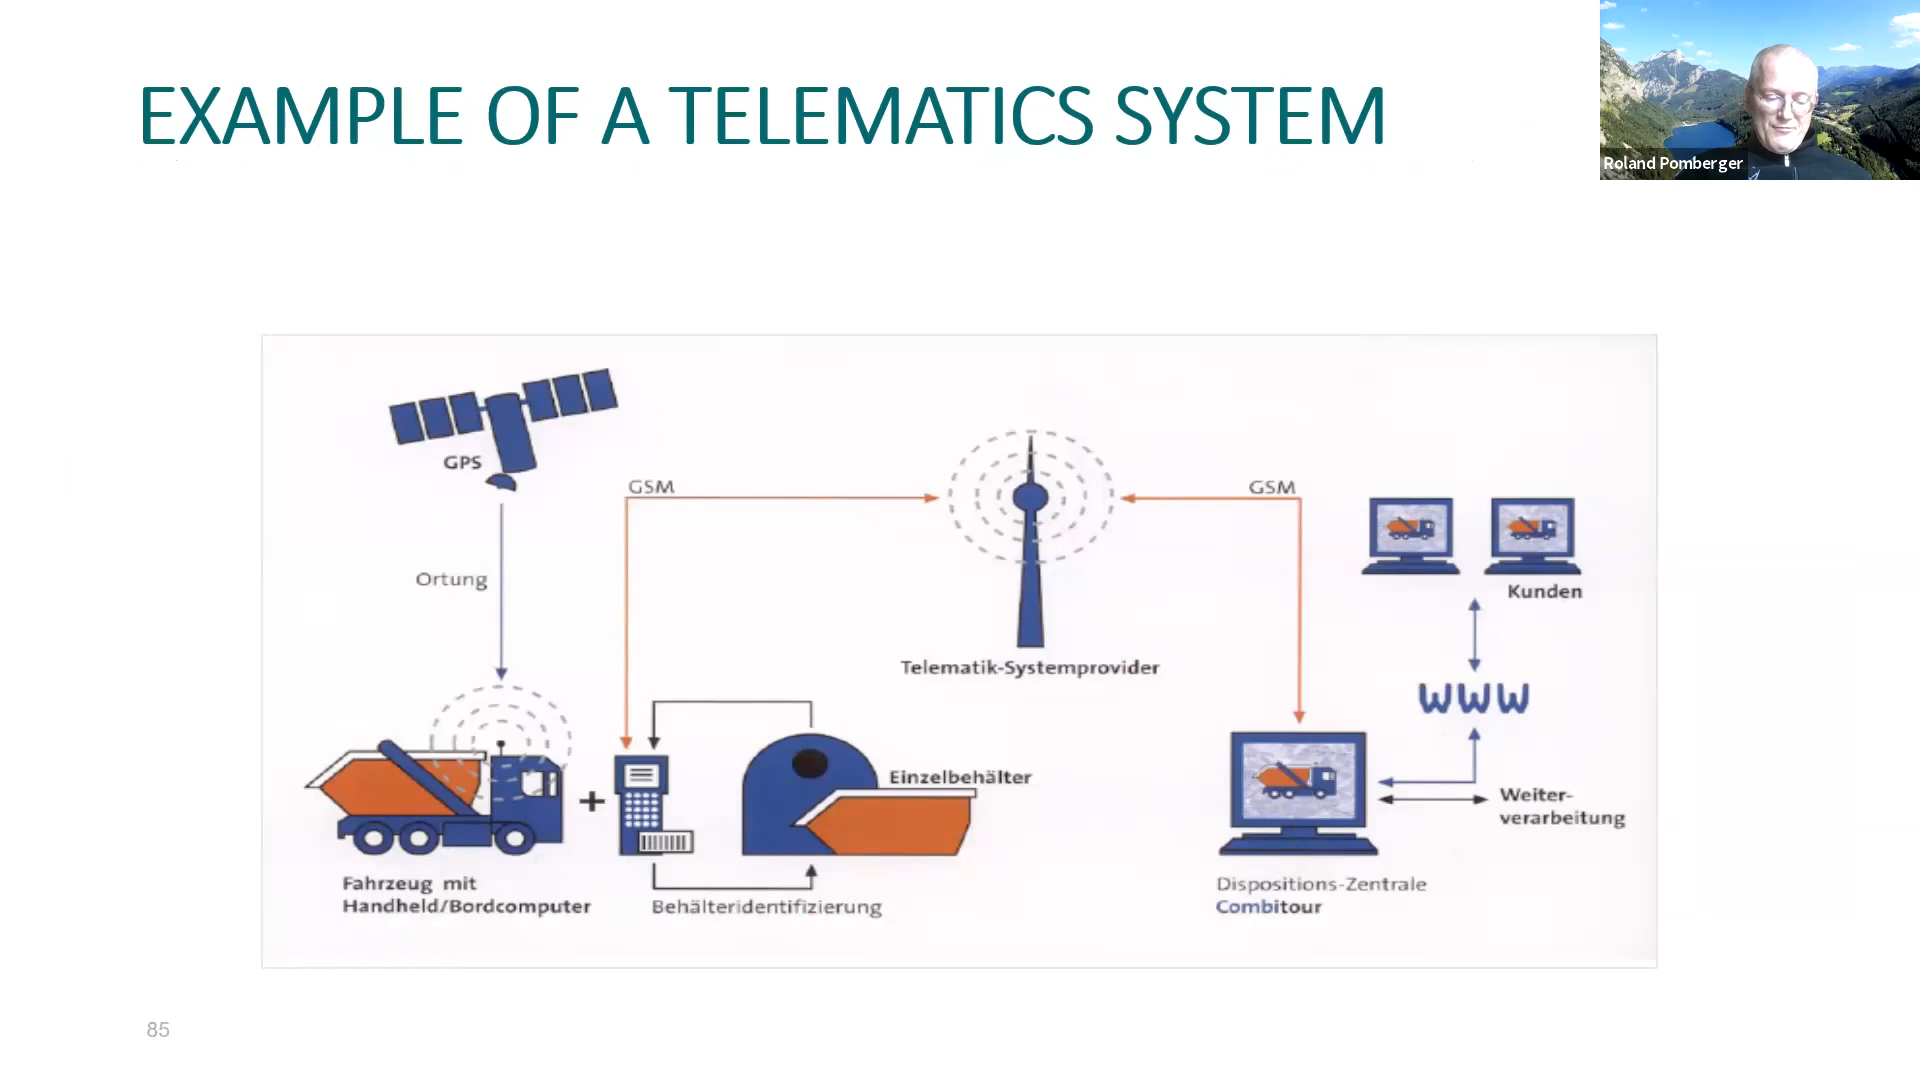 EXAMPLE OF A TELEMATICS SYSTEM
Roland Pomberger
GPS
GSM
GSM
Ortung
Kunden
Telematik-Systemprovider
WWW
Einzelbehälter
Weiter-
verarbeitung
Fahrzeug mit
Handheld/Bordcomputer
Behälteridentifizierung
Dispositions-Zentrale
Combitour
85